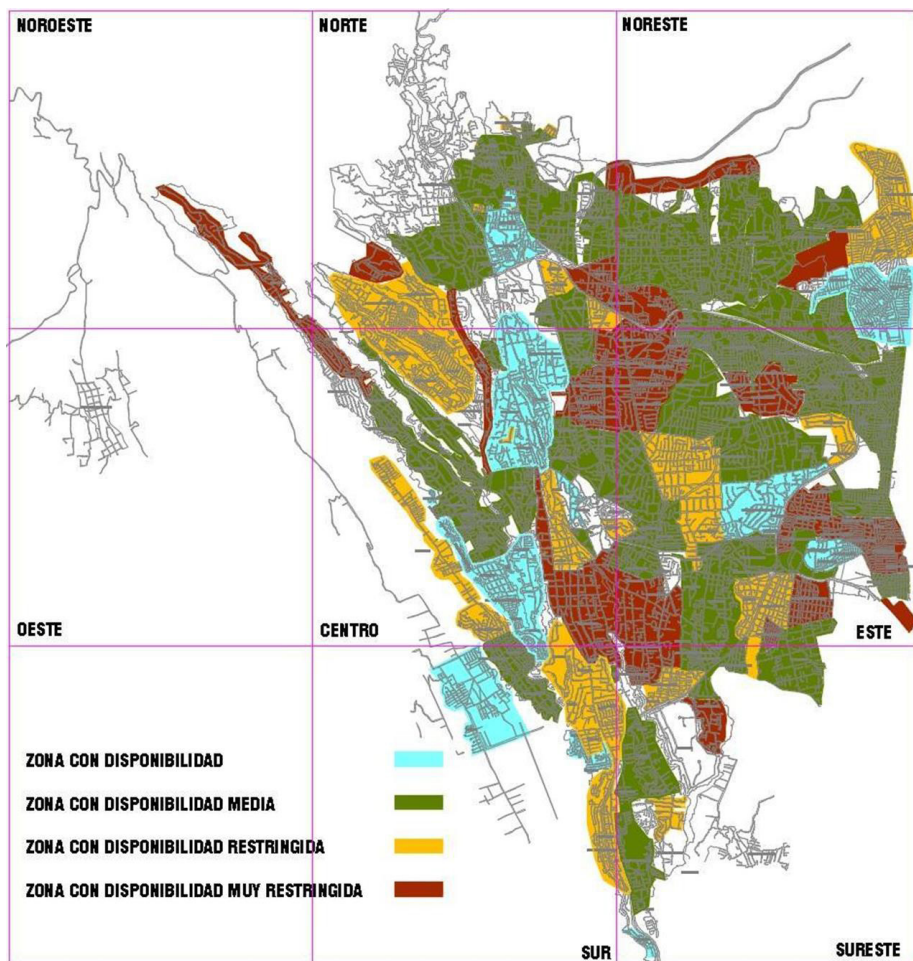 NOROESTE
NORTE
NORESTE
OESTE
CENTRO
ESTE
ZONA CON DISPONIBILIDAD
ZONA CON DISPONIBILIDAD MEDIA
ZONA CON DISPONIBILIDAD RESTRINGIDA
ZONA CON DISPONIBILIDAD MUY RESTRINGIDA
SUR
SURESTE